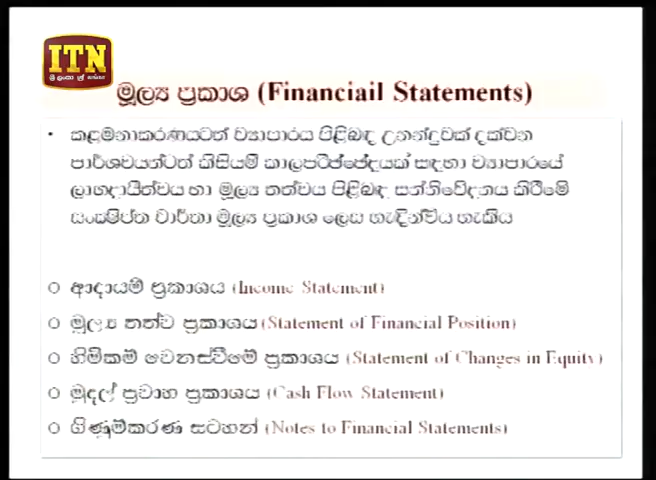 ITN
ශ්‍රී ලංකා ග්‍රී
මූල්‍ය ප්‍රකාශ (Financiail Statements)
• කළමනාකරණයටත් ව්‍යාපාරය පිළිබඳ උනන්දුවක් දක්වන
පාර්ශවයන්ටත් කිසියම් කාලපරිච්ඡේදයක් සඳහා ව්‍යාපාරයේ
ලාභදායීත්වය හා මූල්‍ය තත්වය පිළිබඳ සන්නිවේදනය කිරීමේ
සංක්‍ෂිප්ත වාර්තා මූල්‍ය ප්‍රකාශ ලෙස හැඳින්විය හැකිය
ආදායම් ප්‍රකාශය (Income Statement)
මූල්‍ය තත්ව ප්‍රකාශය (Statement of Financial Position)
හිමිකම් වෙනස්වීමේ ප්‍රකාශය (Statement of Changes in Equity)
මුදල් ප්‍රවාහ ප්‍රකාශය (Cash Flow Statement)
ගිණුම්කරණ සටහන් (Notes to Financial Statements)